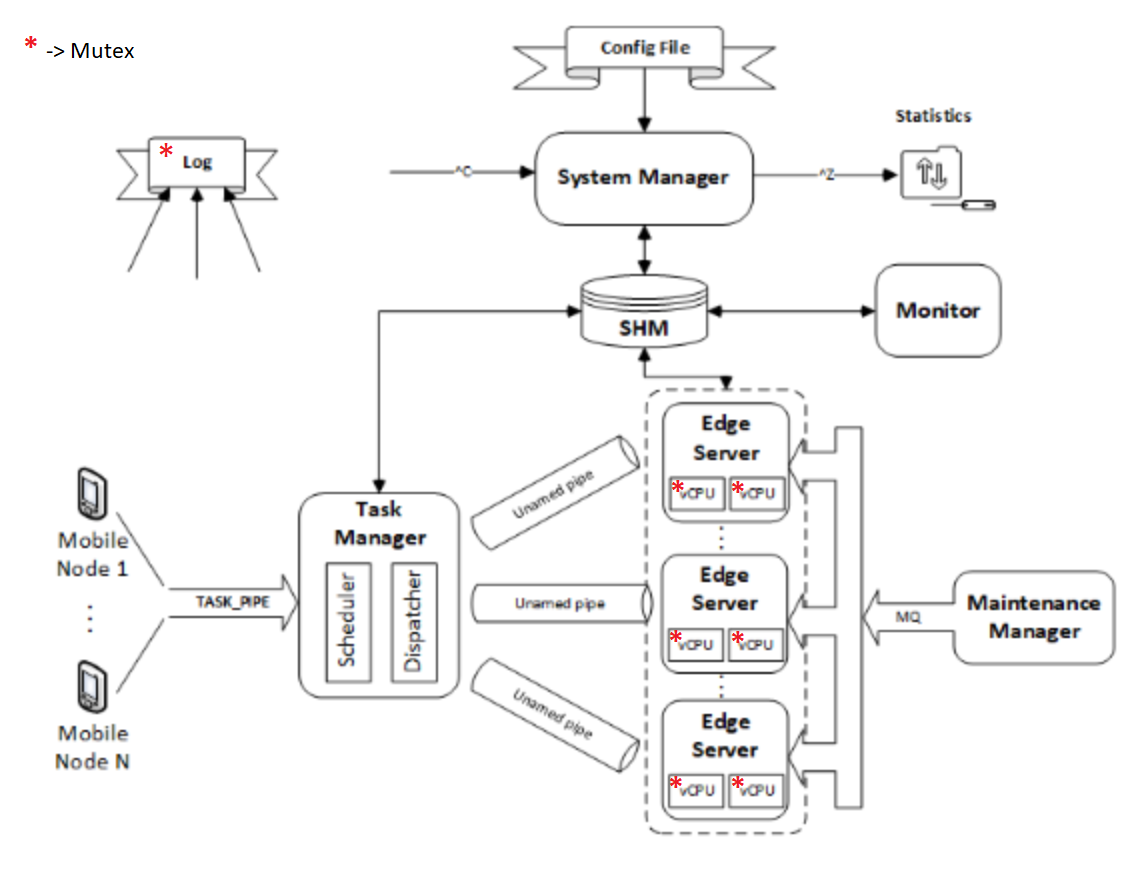 * -> Mutex
Config File
Statistics
* Log
^C
System Manager
^Z
SHM
Monitor
Edge
Server
*vCPU *vCPU
Unamed pipe
Task
Manager
Scheduler
Dispatcher
Mobile
Node 1
TASK_PIPE
Unamed pipe
Edge
Server
*vCPU *vCPU
MQ
Maintenance
Manager
Mobile
Node N
Unamed pipe
Edge
Server
*vCPU *vCPU